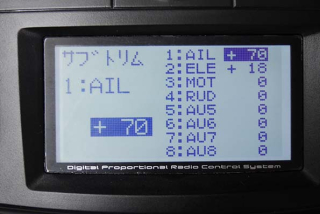 サブトリム
1:AIL
+ 70
1:AIL + 70
2:ELE + 18
3:MOT 0
4:RUD 0
5:AU5 0
6:AU6 0
7:AU7 0
8:AU8 0
Digital Proportional Radio Control System